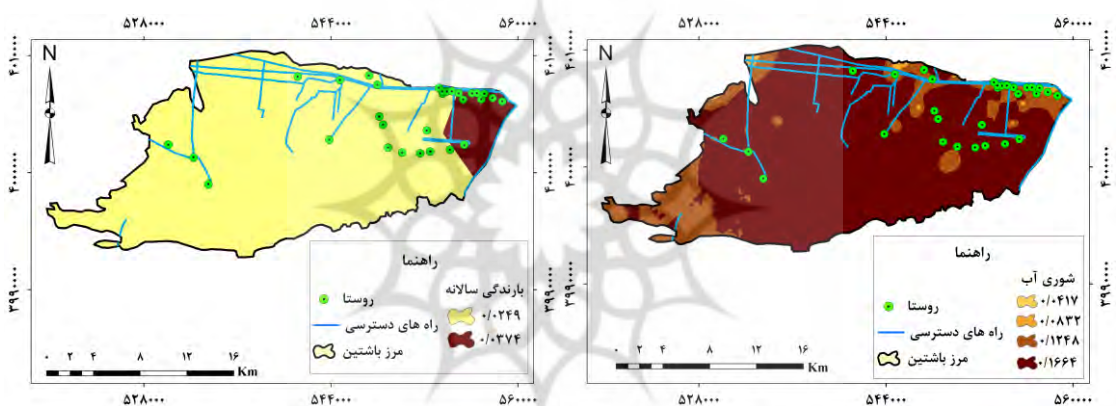 ۵۲۸۰۰۰ ۵۴۴۰۰۰ ۵۶۰۰۰۰
۴۰۱۰۰۰۰
۴۰۰۰۰۰۰
۳۹۹۰۰۰۰
N
راهنما
روستا
راه های دسترسی
مرز باشتین
بارندگی سالانه
۰/۰۲۴۹
۰/۰۳۷۴
۰ ۲ ۴ ۸ ۱۲ ۱۶
Km
۵۲۸۰۰۰ ۵۴۴۰۰۰ ۵۶۰۰۰۰
۵۲۸۰۰۰ ۵۴۴۰۰۰ ۵۶۰۰۰۰
۴۰۱۰۰۰۰
۴۰۰۰۰۰۰
۳۹۹۰۰۰۰
N
راهنما
روستا
راه های دسترسی
مرز باشتین
شوری آب
۰/۰۴۱۷
۰/۰۸۳۲
۰/۱۲۴۸
۰/۱۶۶۴
۰ ۲ ۴ ۸ ۱۲ ۱۶
Km
۵۲۸۰۰۰ ۵۴۴۰۰۰ ۵۶۰۰۰۰